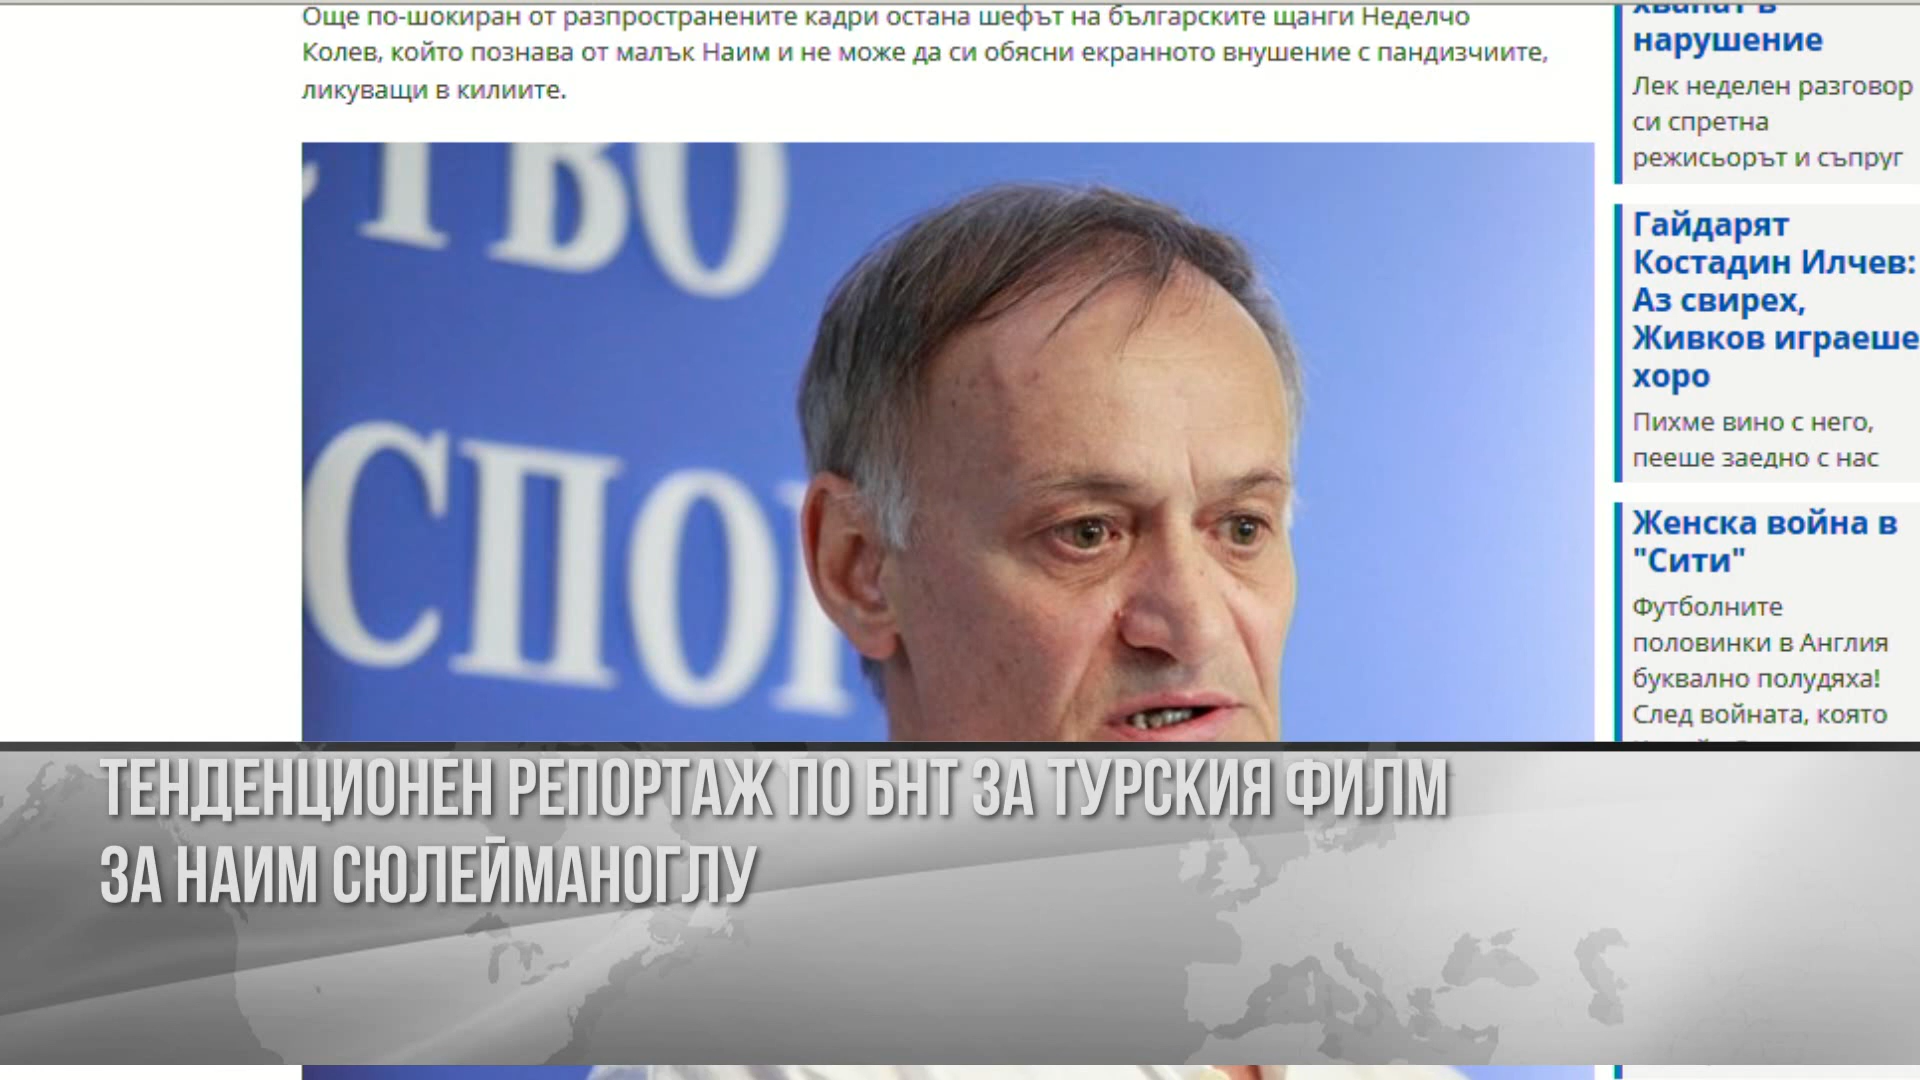 Още по-шокиран от разпространените кадри остана шефът на българските щанги Неделчо
Колев, който познава от малък Наим и не може да си обясни екранното внушение с пандизчиите,
ликуващи в килиите.
СТВО
СПОР
хванат в
нарушение
Лек неделен разговор
си спретна
режисьорът и съпруг
Гайдарят
Костадин Илчев:
Аз свирех,
Живков играеше
хоро
Пихме вино с него,
пееше заедно с нас
Женска война в
"Сити"
Футболните
половинки в Англия
буквално полудяха!
След войната, която
ТЕНДЕНЦИОНЕН РЕПОРТАЖ ПО БНТ ЗА ТУРСКИЯ ФИЛМ
ЗА НАИМ СЮЛЕЙМАНОГЛУ